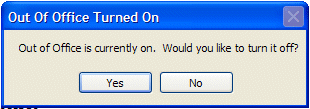 Out Of Office Turned On
Out of Office is currently on.  Would you like to turn it off?
Yes No